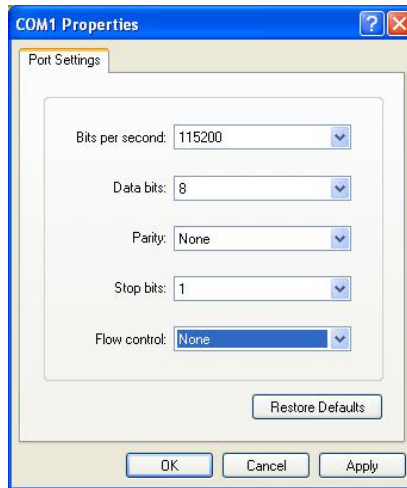 COM1 Properties
Port Settings
Bits per second: 115200
Data bits: 8
Parity: None
Stop bits: 1
Flow control: None
Restore Defaults
OK Cancel Apply